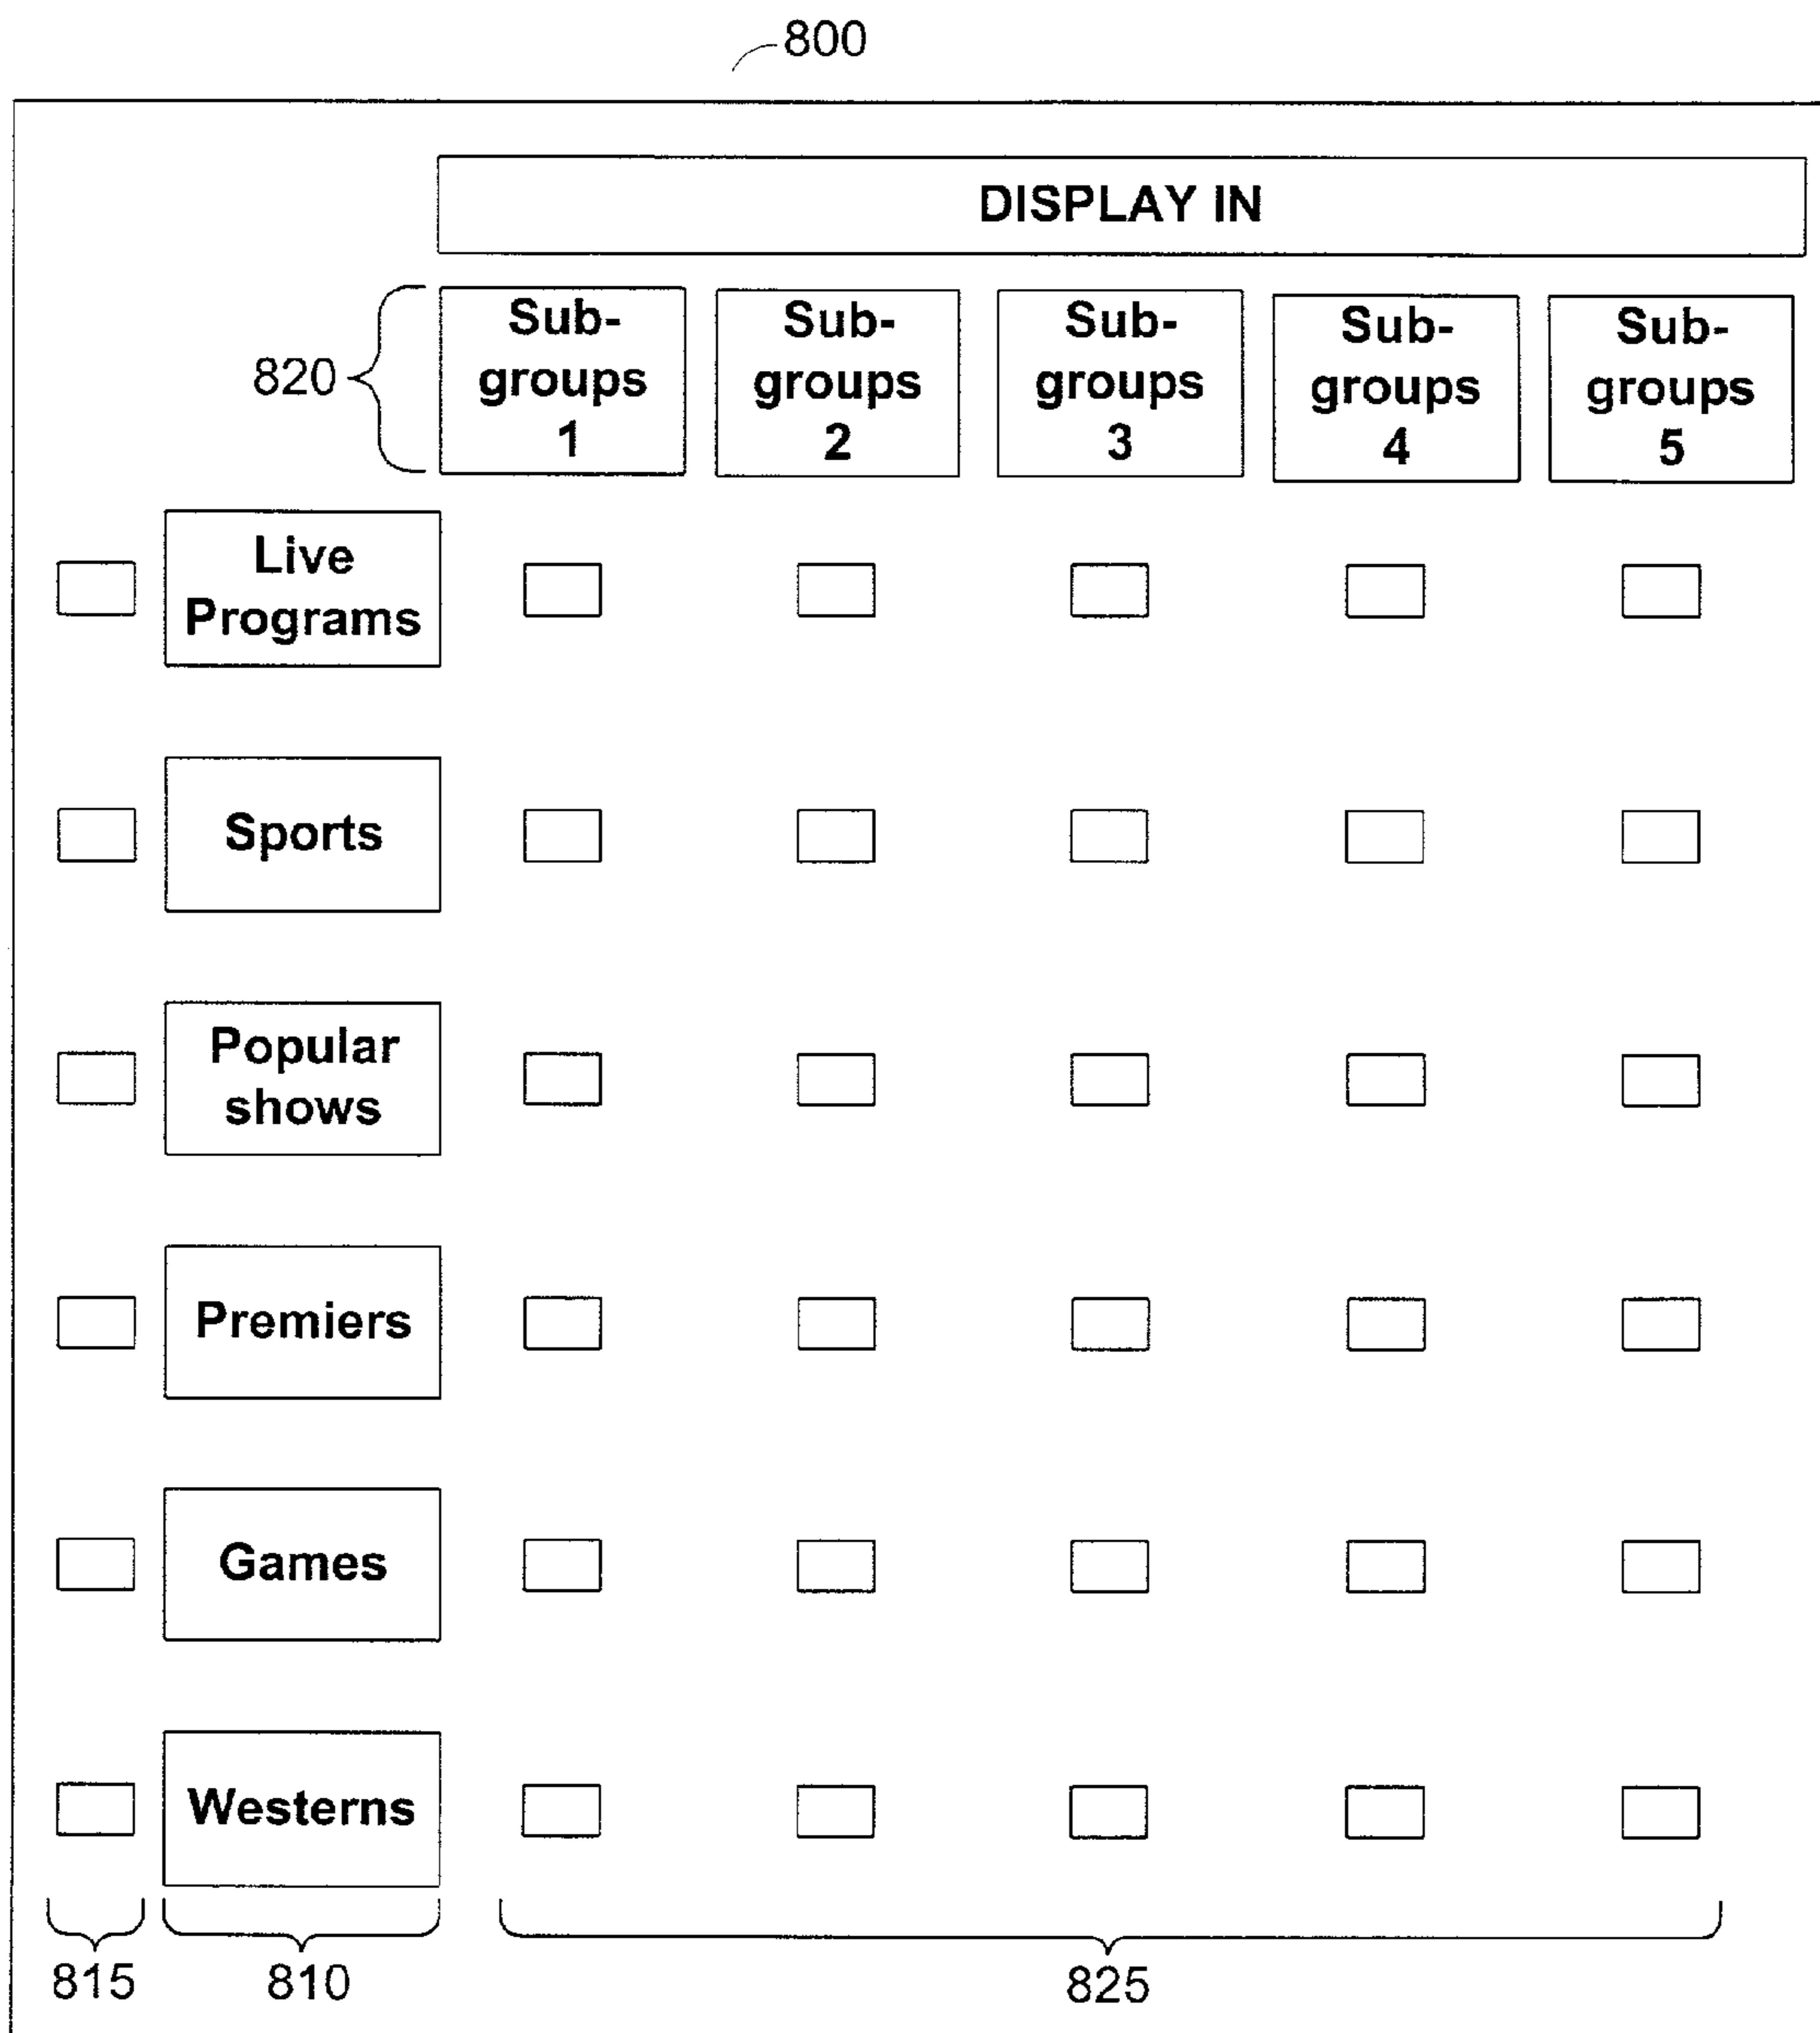 800
DISPLAY IN
820
Sub-
groups
1
Sub-
groups
2
Sub-
groups
3
Sub-
groups
4
Sub-
groups
5
Live
Programs
Sports
Popular
shows
Premiers
Games
Westerns
815
810
825